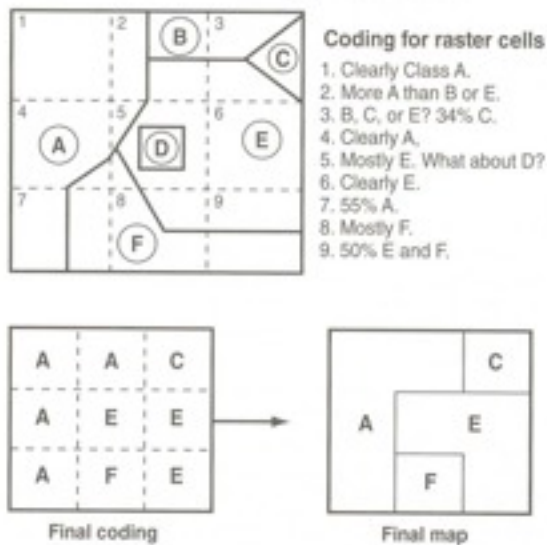 1 2 3
B
C
4 5 6
A D E
7 8 9
F
Coding for raster cells
1. Clearly Class A.
2. More A than B or E.
3. B, C, or E? 34% C.
4. Clearly A.
5. Mostly E. What about D?
6. Clearly E.
7. 55% A.
8. Mostly F.
9. 50% E and F.
A A C
A E E
A F E
Final coding
C
A E
F
Final map